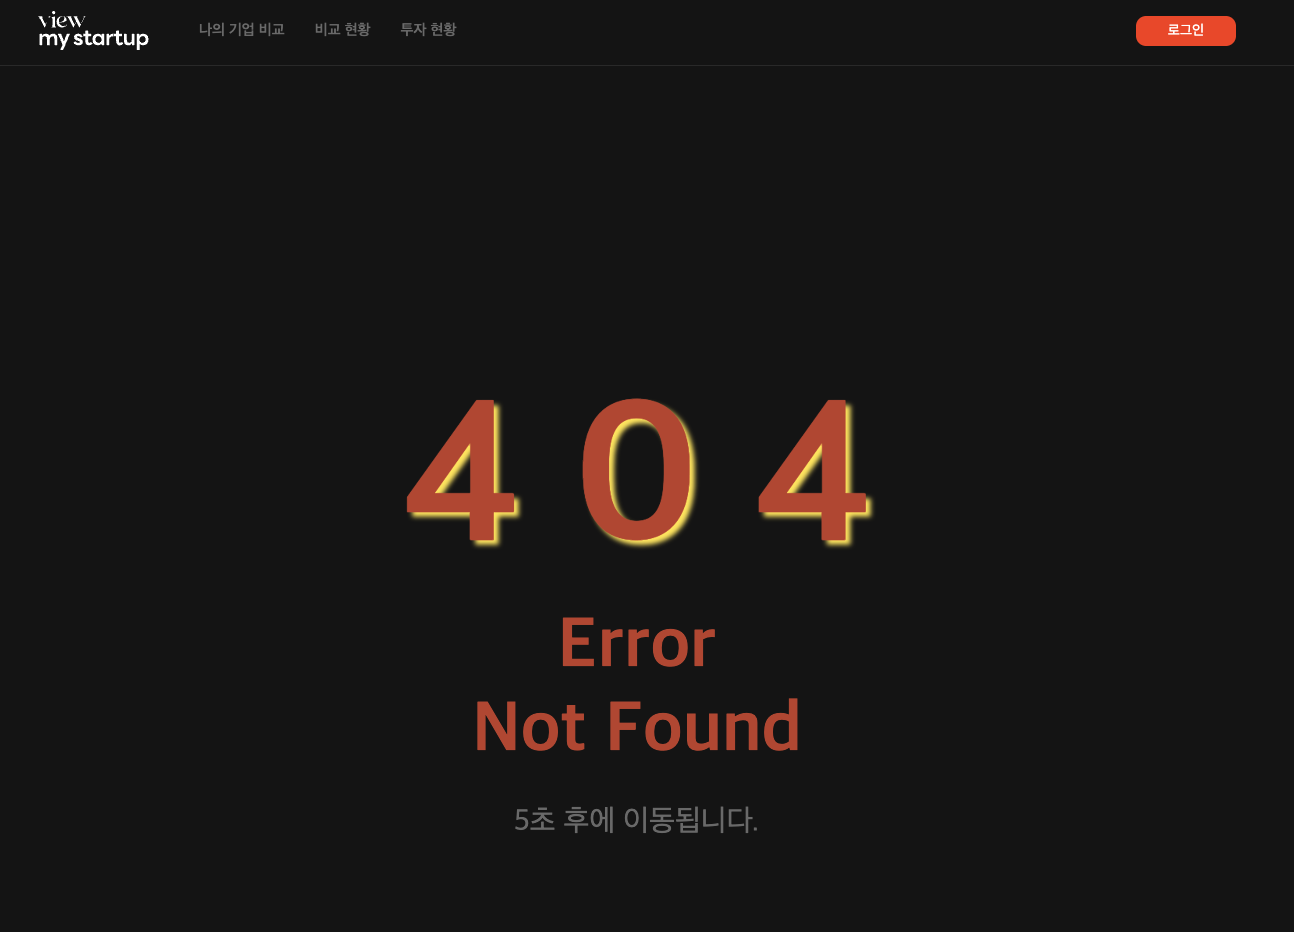 view
my startup
나의 기업 비교
비교 현황
투자 현황
로그인
4 0 4
Error
Not Found
5초 후에 이동됩니다.